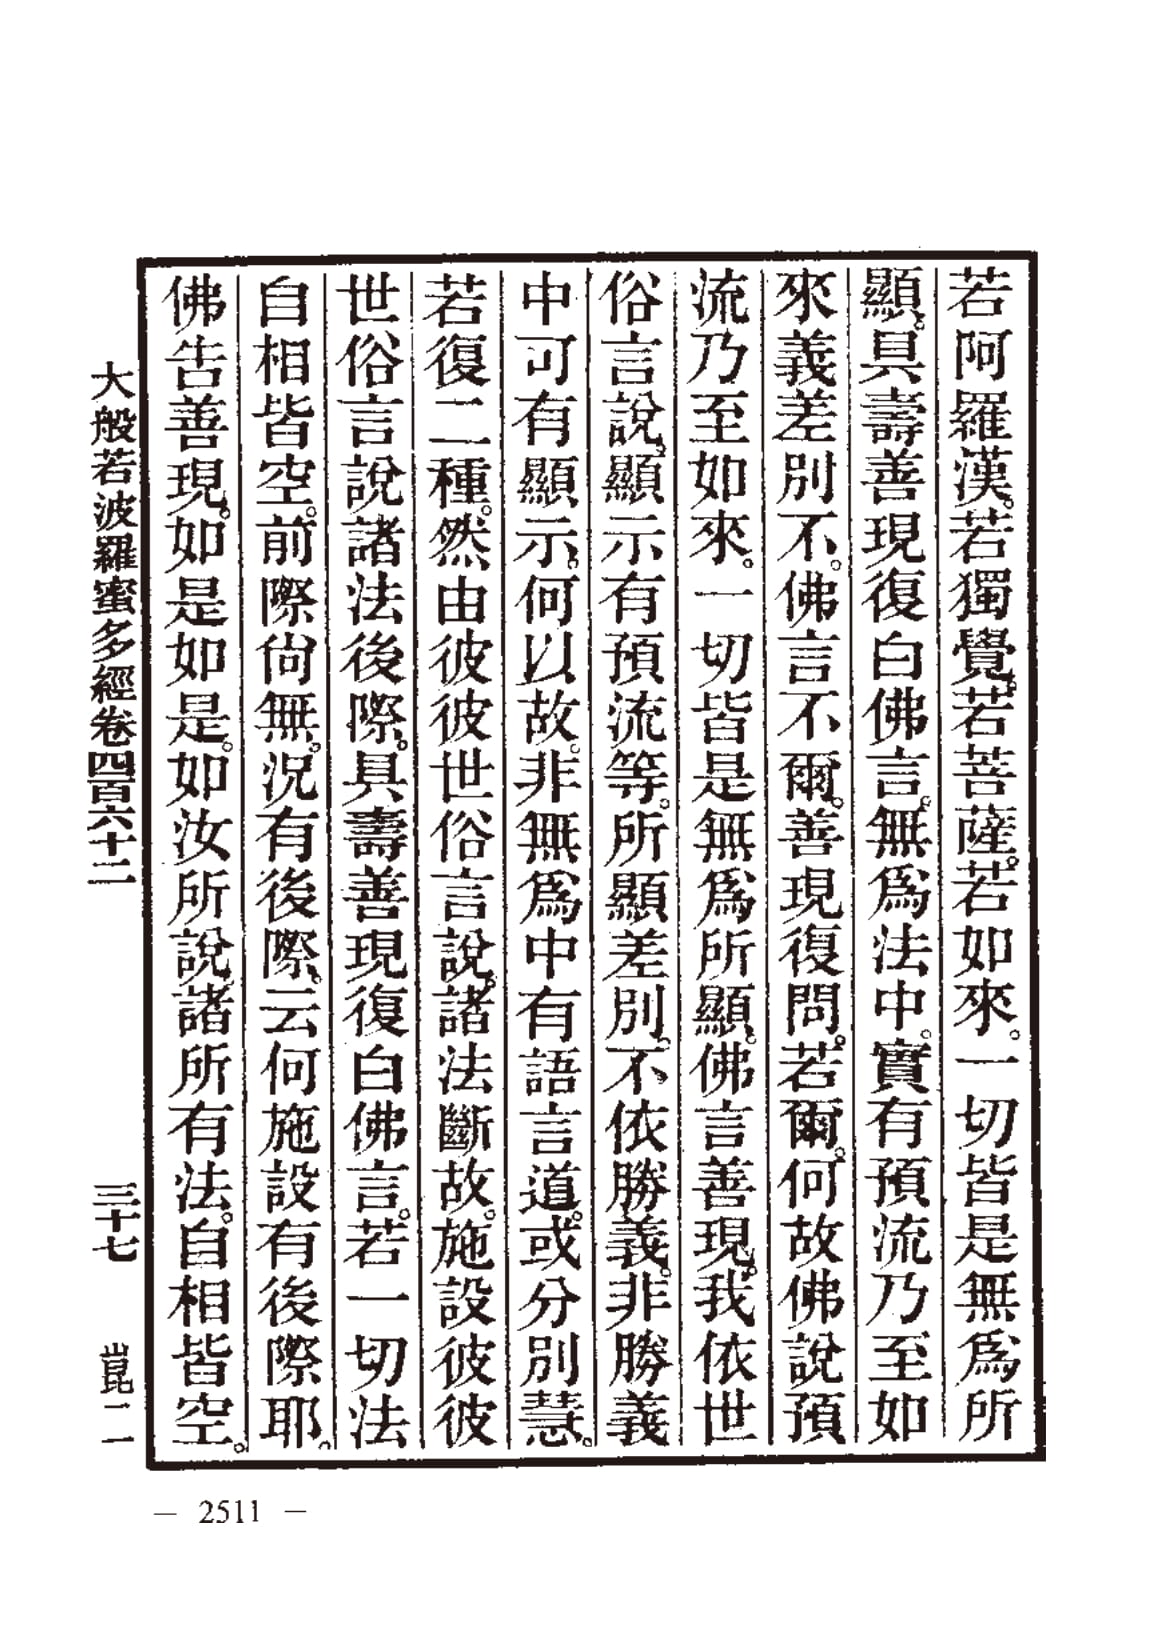 若阿羅漢。若獨覺。若菩薩。若如來。一切皆是無爲所
顯。具壽善現復白佛言。無爲法中。實有預流乃至如
來義差別不。佛言不爾。善現復問。若爾。何故佛說預
流乃至如來。一切皆是無爲所顯。佛言善現。我依世
俗言說。顯示有預流等。所顯差別。不依勝義。非勝義
中可有顯示。何以故。非無爲中有語言道。或分別慧。
若復二種。然由彼彼世俗言說。諸法斷故。施設彼彼
世俗言說諸法後際。具壽善現復白佛言。若一切法
自相皆空。前際尙無。況有後際。云何施設有後際耶。
佛告善現。如是如是。如汝所說。諸所有法。自相皆空。
大般若波羅蜜多經卷四百六十二 三十七 崑二
— 2511 —